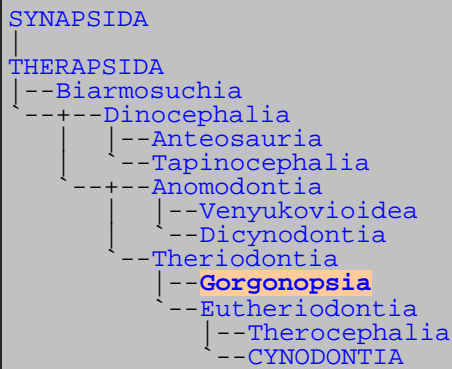 SYNAPSIDA
|
THERAPSIDA
|--Biarmosuchia
`--+--Dinocephalia
   |  |--Anteosauria
   |  `--Tapinocephalia
   `--+--Anomodontia
      |  |--Venyukovioidea
      |  `--Dicynodontia
      `--Theriodontia
         |--Gorgonopsia
         `--Eutheriodontia
            |--Therocephalia
            `--CYNODONTIA